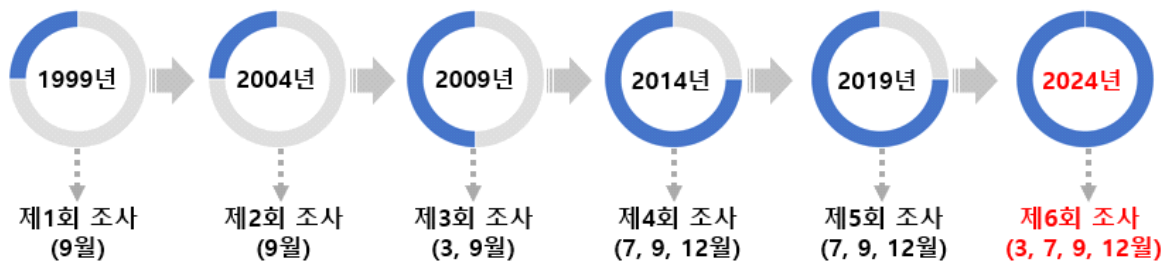 1999년
2004년
2009년
2014년
2019년
2024년
제1회 조사
(9월)
제2회 조사
(9월)
제3회 조사
(3, 9월)
제4회 조사
(7, 9, 12월)
제5회 조사
(7, 9, 12월)
제6회 조사
(3, 7, 9, 12월)